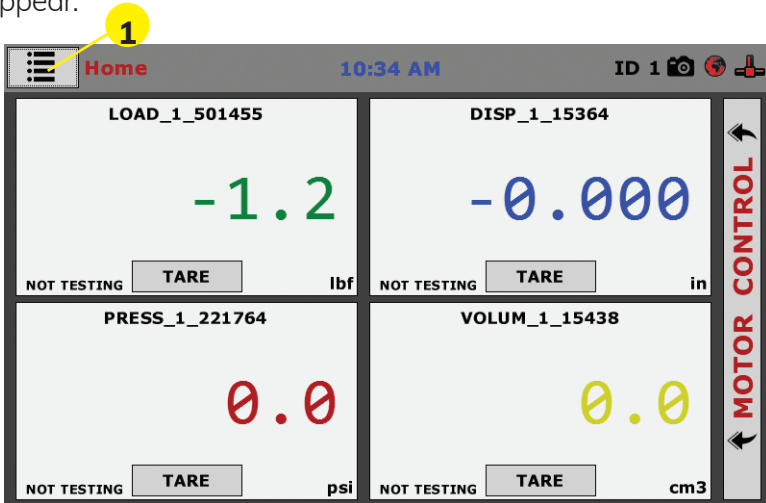 ppear.
1
Home 10:34 AM ID 1
LOAD_1_501455
-1.2
NOT TESTING TARE lbf
DISP_1_15364
-0.000
NOT TESTING TARE in
PRESS_1_221764
0.0
NOT TESTING TARE psi
VOLUM_1_15438
0.0
NOT TESTING TARE cm3
MOTOR CONTROL